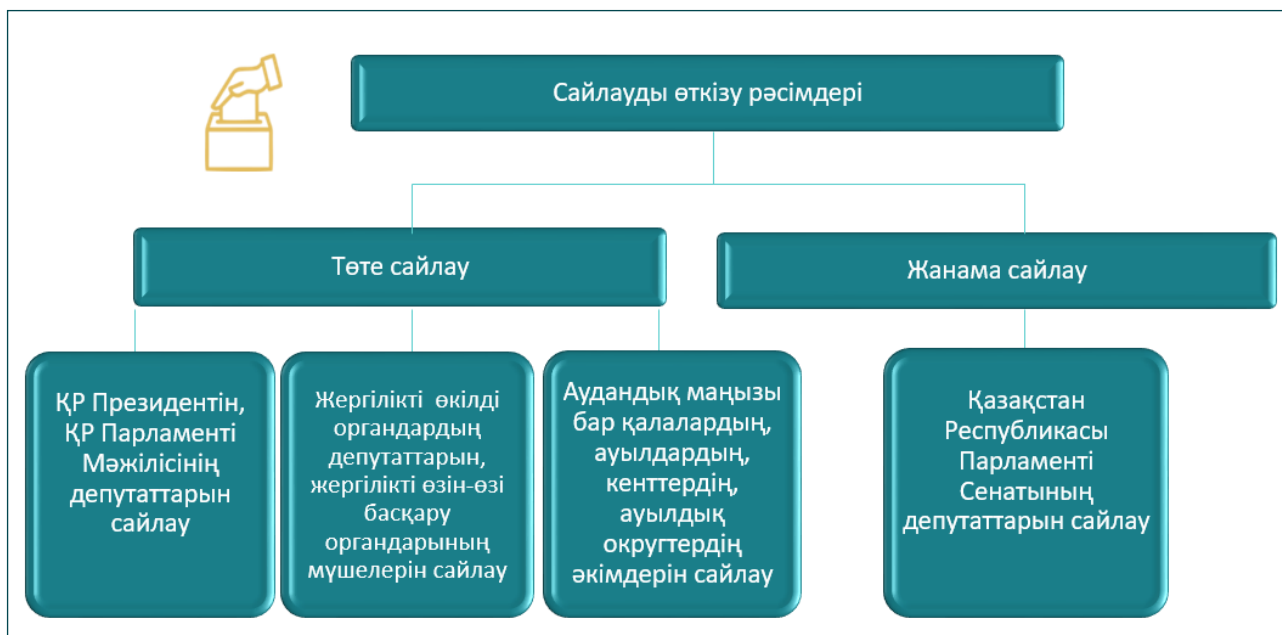 Сайлауды өткізу рәсімдері
Төте сайлау
Жанама сайлау
ҚР Президентін,
ҚР Парламенті
Мәжілісінің
депутаттарын
сайлау
Жергілікті өкілді
органдардың
депутаттарын,
жергілікті өзін-өзі
басқару
органдарының
мүшелерін сайлау
Аудандық маңызы
бар қалалардың,
ауылдардың,
кенттердің,
ауылдық
округтердің
әкімдерін сайлау
Қазақстан
Республикасы
Парламенті
Сенатының
депутаттарын сайлау